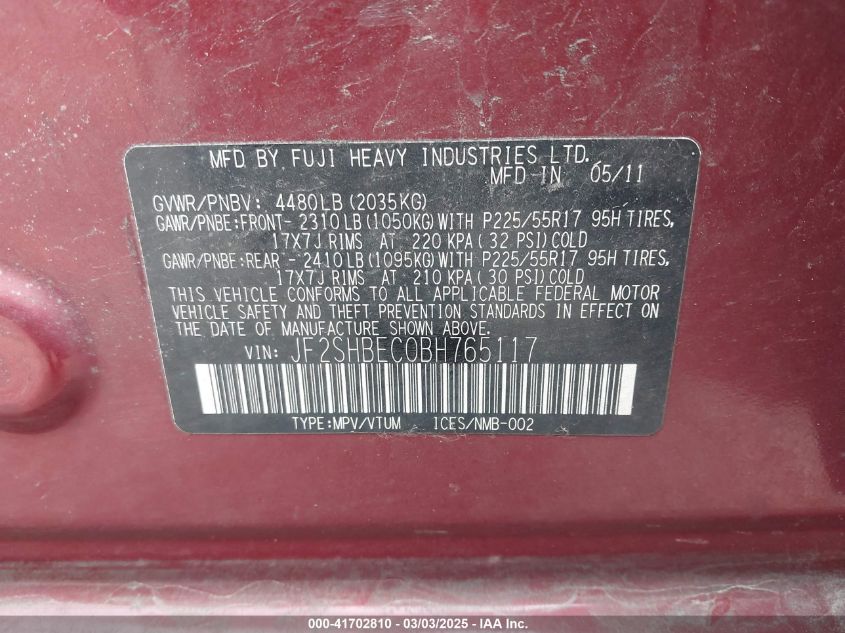 MFD BY FUJI HEAVY INDUSTRIES LTD.
MFD IN 05/11
GVWR/PNBV: 4480LB (2035KG)
GAWR/PNBE:FRONT- 2310LB(1050KG)WITH P225/55R17 95H TIRES,
17X7J RIMS AT 220 KPA( 32 PSI)COLD
GAWR/PNBE:REAR - 2410LB(1095KG)WITH P225/55R17 95H TIRES,
17X7J RIMS AT 210 KPA( 30 PSI)COLD
THIS VEHICLE CONFORMS TO ALL APPLICABLE FEDERAL MOTOR
VEHICLE SAFETY AND THEFT PREVENTION STANDARDS IN EFFECT ON
THE DATE OF MANUFACTURE SHOWN ABOVE.
VIN: JF2SHBEC0BH765117
TYPE:MPV/VTUM ICES/NMB-002
000-41702810 - 03/03/2025 - IAA Inc.